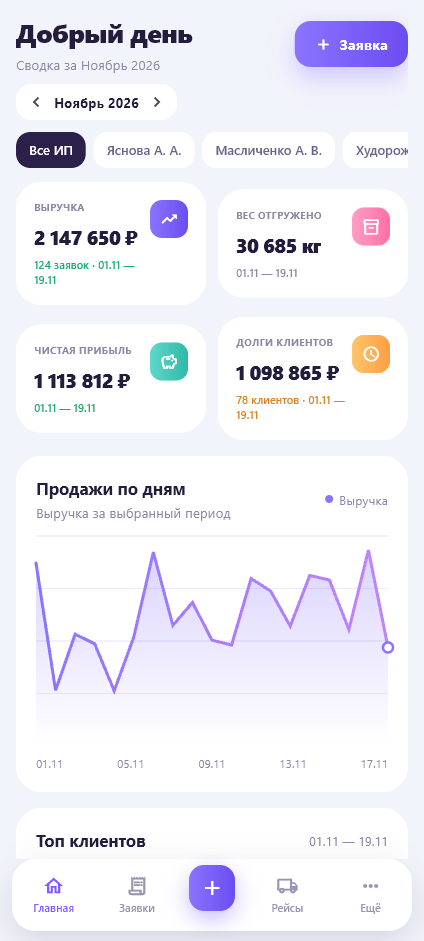 Добрый день
Сводка за Ноябрь 2026
+ Заявка
Ноябрь 2026
Все ИП
Яснова А. А.
Масличенко А. В.
Художож
ВЫРУЧКА
2 147 650 ₽
124 заявок · 01.11 —
19.11
ВЕС ОТГРУЖЕНО
30 685 кг
01.11 — 19.11
ЧИСТАЯ ПРИБЫЛЬ
1 113 812 ₽
01.11 — 19.11
ДОЛГИ КЛИЕНТОВ
1 098 865 ₽
78 клиентов · 01.11 —
19.11
Продажи по дням
Выручка за выбранный период
Выручка
01.11
05.11
09.11
13.11
17.11
Топ клиентов
01.11 — 19.11
Главная
Заявки
Рейсы
Ещё